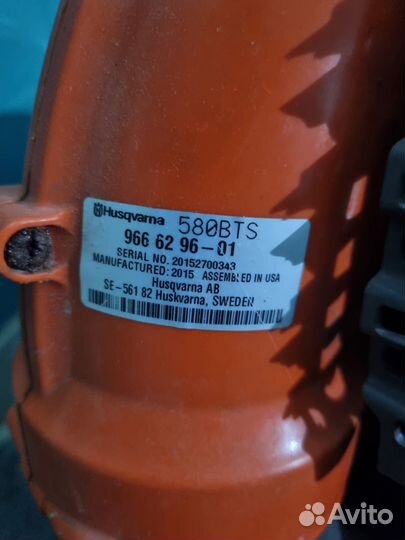 Husqvarna 580BTS
966 62 96-01
SERIAL NO. 20152700343
MANUFACTURED: 2015 ASSEMBLED IN USA
Husqvarna AB
SE-561 82 Huskvarna, SWEDEN
Avito